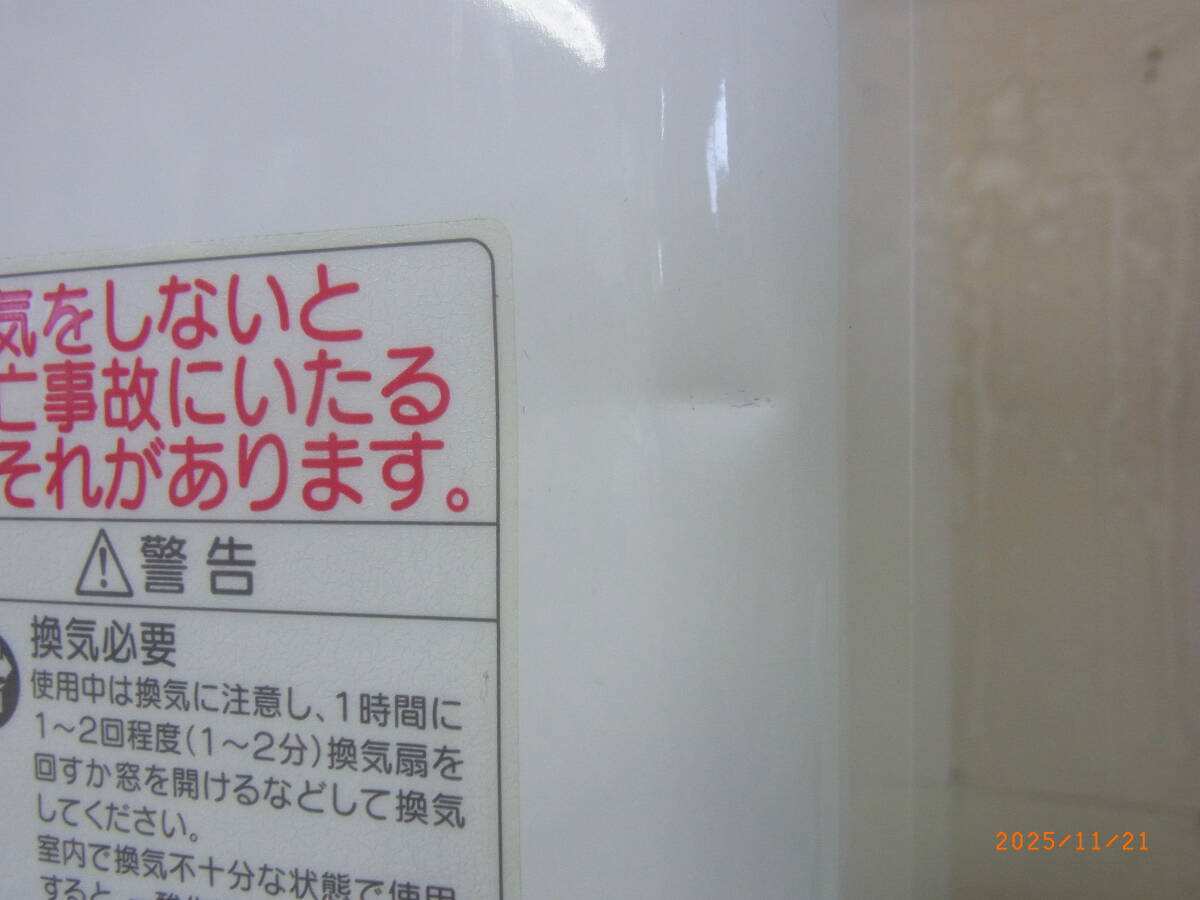 気をしないと
亡事故にいたる
それがあります。
警告
換気必要
使用中は換気に注意し、1時間に
1～2回程度(1～2分)換気扇を
回すか窓を開けるなどして換気
してください。
室内で換気不十分な状態で使用
すると
2025/11/21